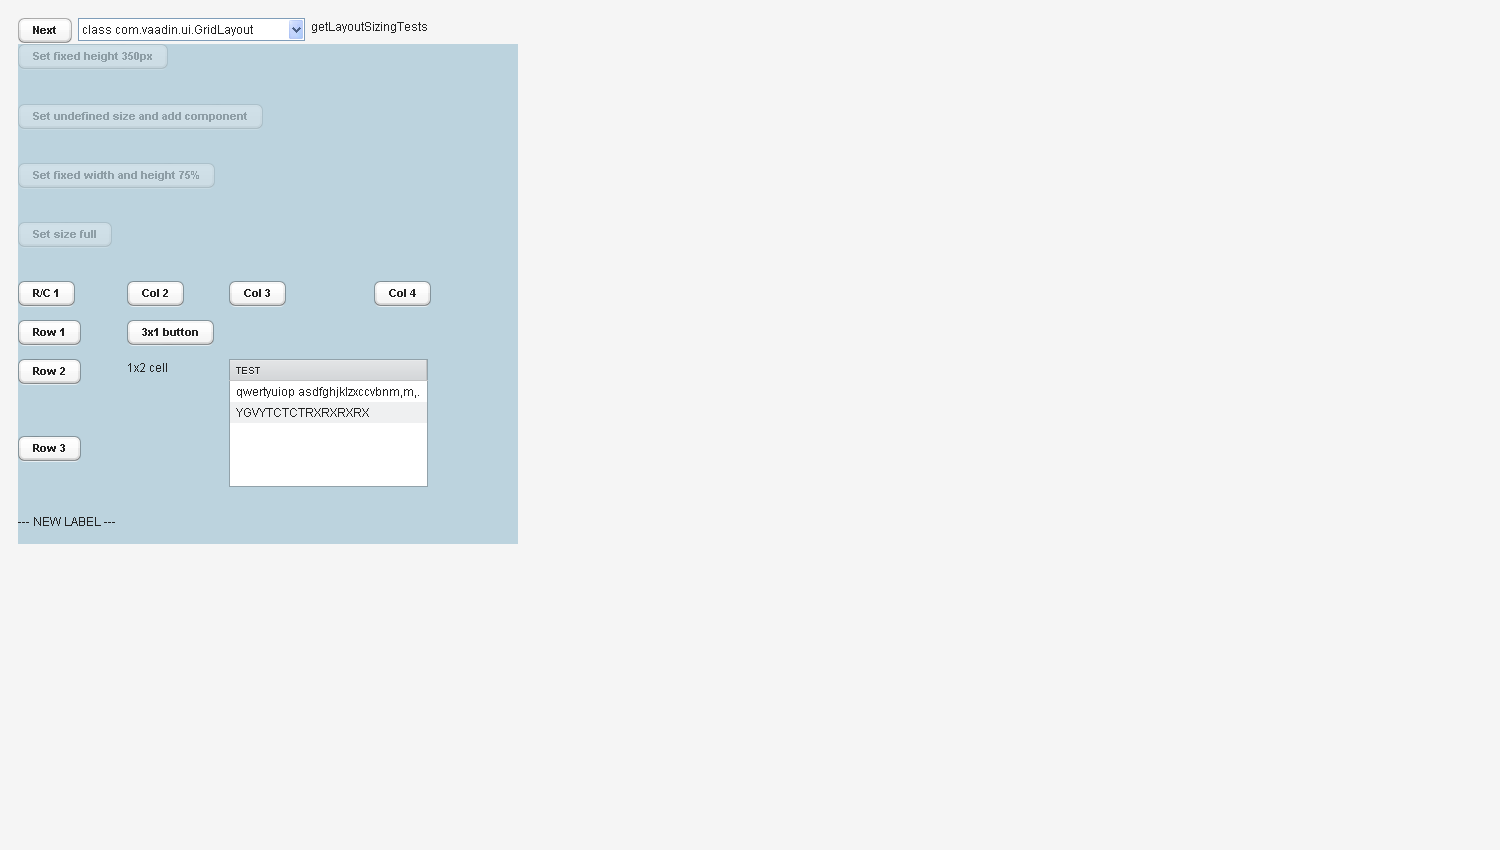 Next class com.vaadin.ui.GridLayout getLayoutSizingTests
Set fixed height 350px
Set undefined size and add component
Set fixed width and height 75%
Set size full
R/C 1 Col 2 Col 3 Col 4
Row 1 3x1 button
Row 2 1x2 cell TEST
qwertyuiop asdfghjklzxccvbnm,m,.
YGVYTCTCTRXRXRXRX
Row 3
--- NEW LABEL ---